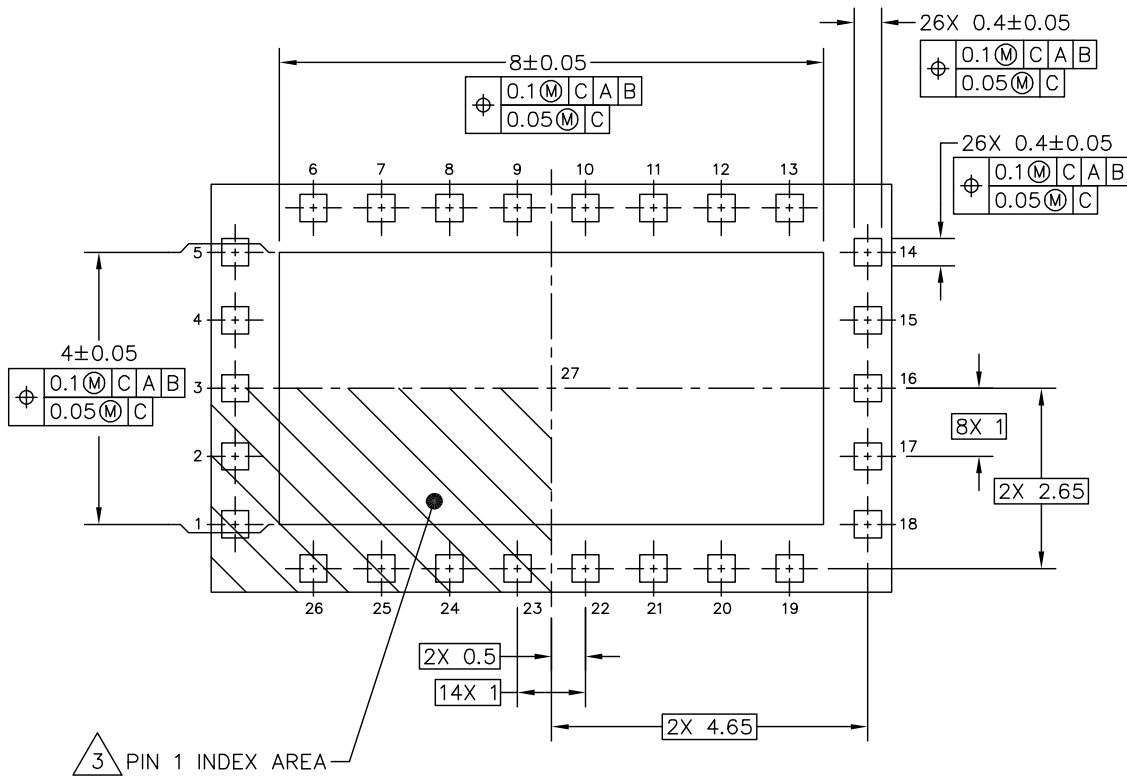 26X 0.4±0.05
⌖ 0.1Ⓜ C A B
0.05Ⓜ C
8±0.05
⌖ 0.1Ⓜ C A B
0.05Ⓜ C
26X 0.4±0.05
⌖ 0.1Ⓜ C A B
0.05Ⓜ C
6 7 8 9 10 11 12 13
5
14
4
15
4±0.05
⌖ 0.1Ⓜ C A B
0.05Ⓜ C
3
27
16
8X 1
2
17
2X 2.65
1
18
26 25 24 23 22 21 20 19
2X 0.5
14X 1
2X 4.65
3 PIN 1 INDEX AREA